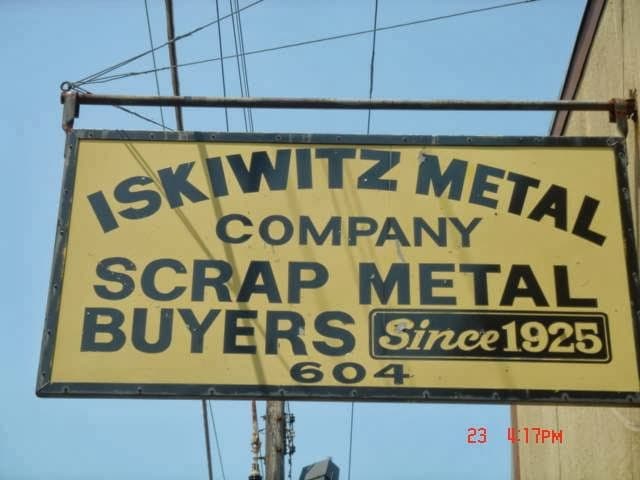 ISKIWITZ METAL
COMPANY
SCRAP METAL
BUYERS Since 1925
604
23 4:17PM